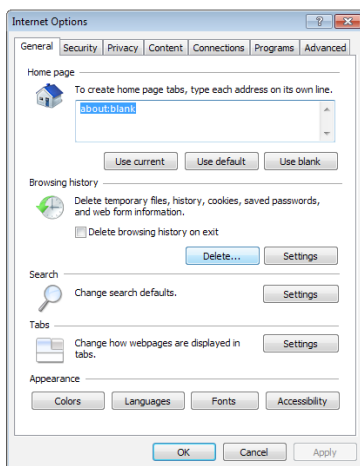 Internet Options
General Security Privacy Content Connections Programs Advanced
Home page
To create home page tabs, type each address on its own line.
about:blank
Use current Use default Use blank
Browsing history
Delete temporary files, history, cookies, saved passwords,
and web form information.
Delete browsing history on exit
Delete... Settings
Search
Change search defaults. Settings
Tabs
Change how webpages are displayed in
tabs. Settings
Appearance
Colors Languages Fonts Accessibility
OK Cancel Apply